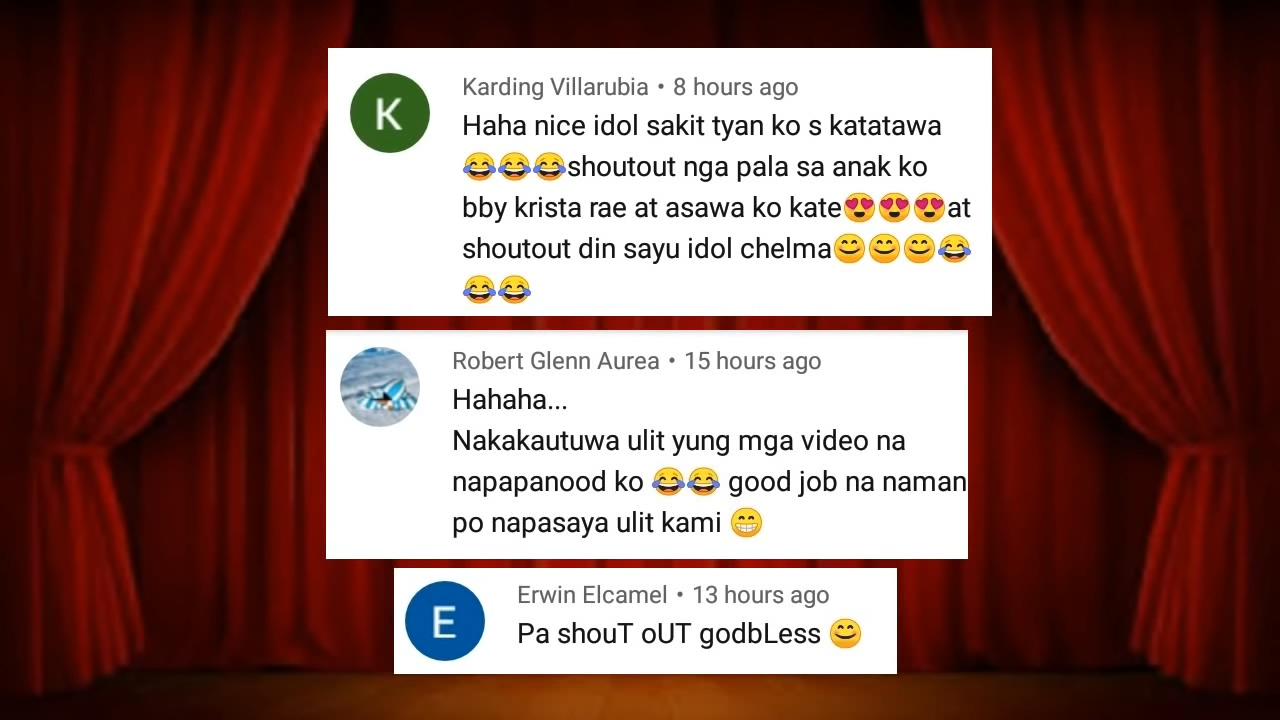 K
Karding Villarubia • 8 hours ago
Haha nice idol sakit tyan ko s katatawa
😂😂😂shoutout nga pala sa anak ko
bby krista rae at asawa ko kate😍😍😍at
shoutout din sayu idol chelma😊😊😊😂
😂😂
Robert Glenn Aurea • 15 hours ago
Hahaha...
Nakakautuwa ulit yung mga video na
napapanood ko 😂😂 good job na naman
po napasaya ulit kami 😁
E
Erwin Elcamel • 13 hours ago
Pa shouT oUT godbLess 😊